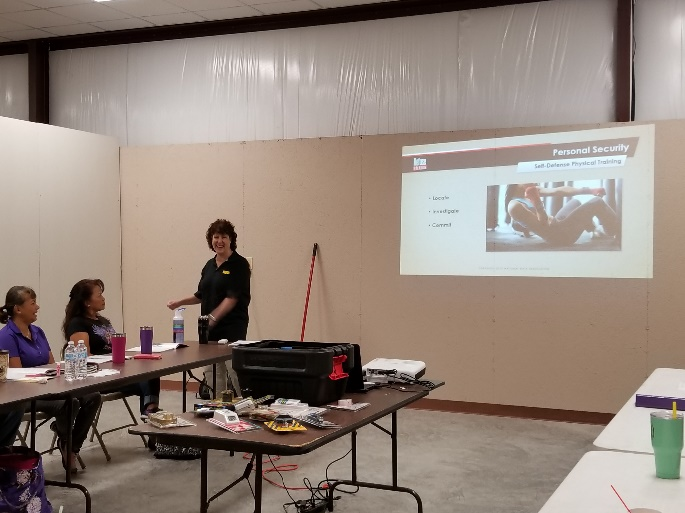 Personal Security
Self-Defense Physical Training
• Locate
• Investigate
• Commit